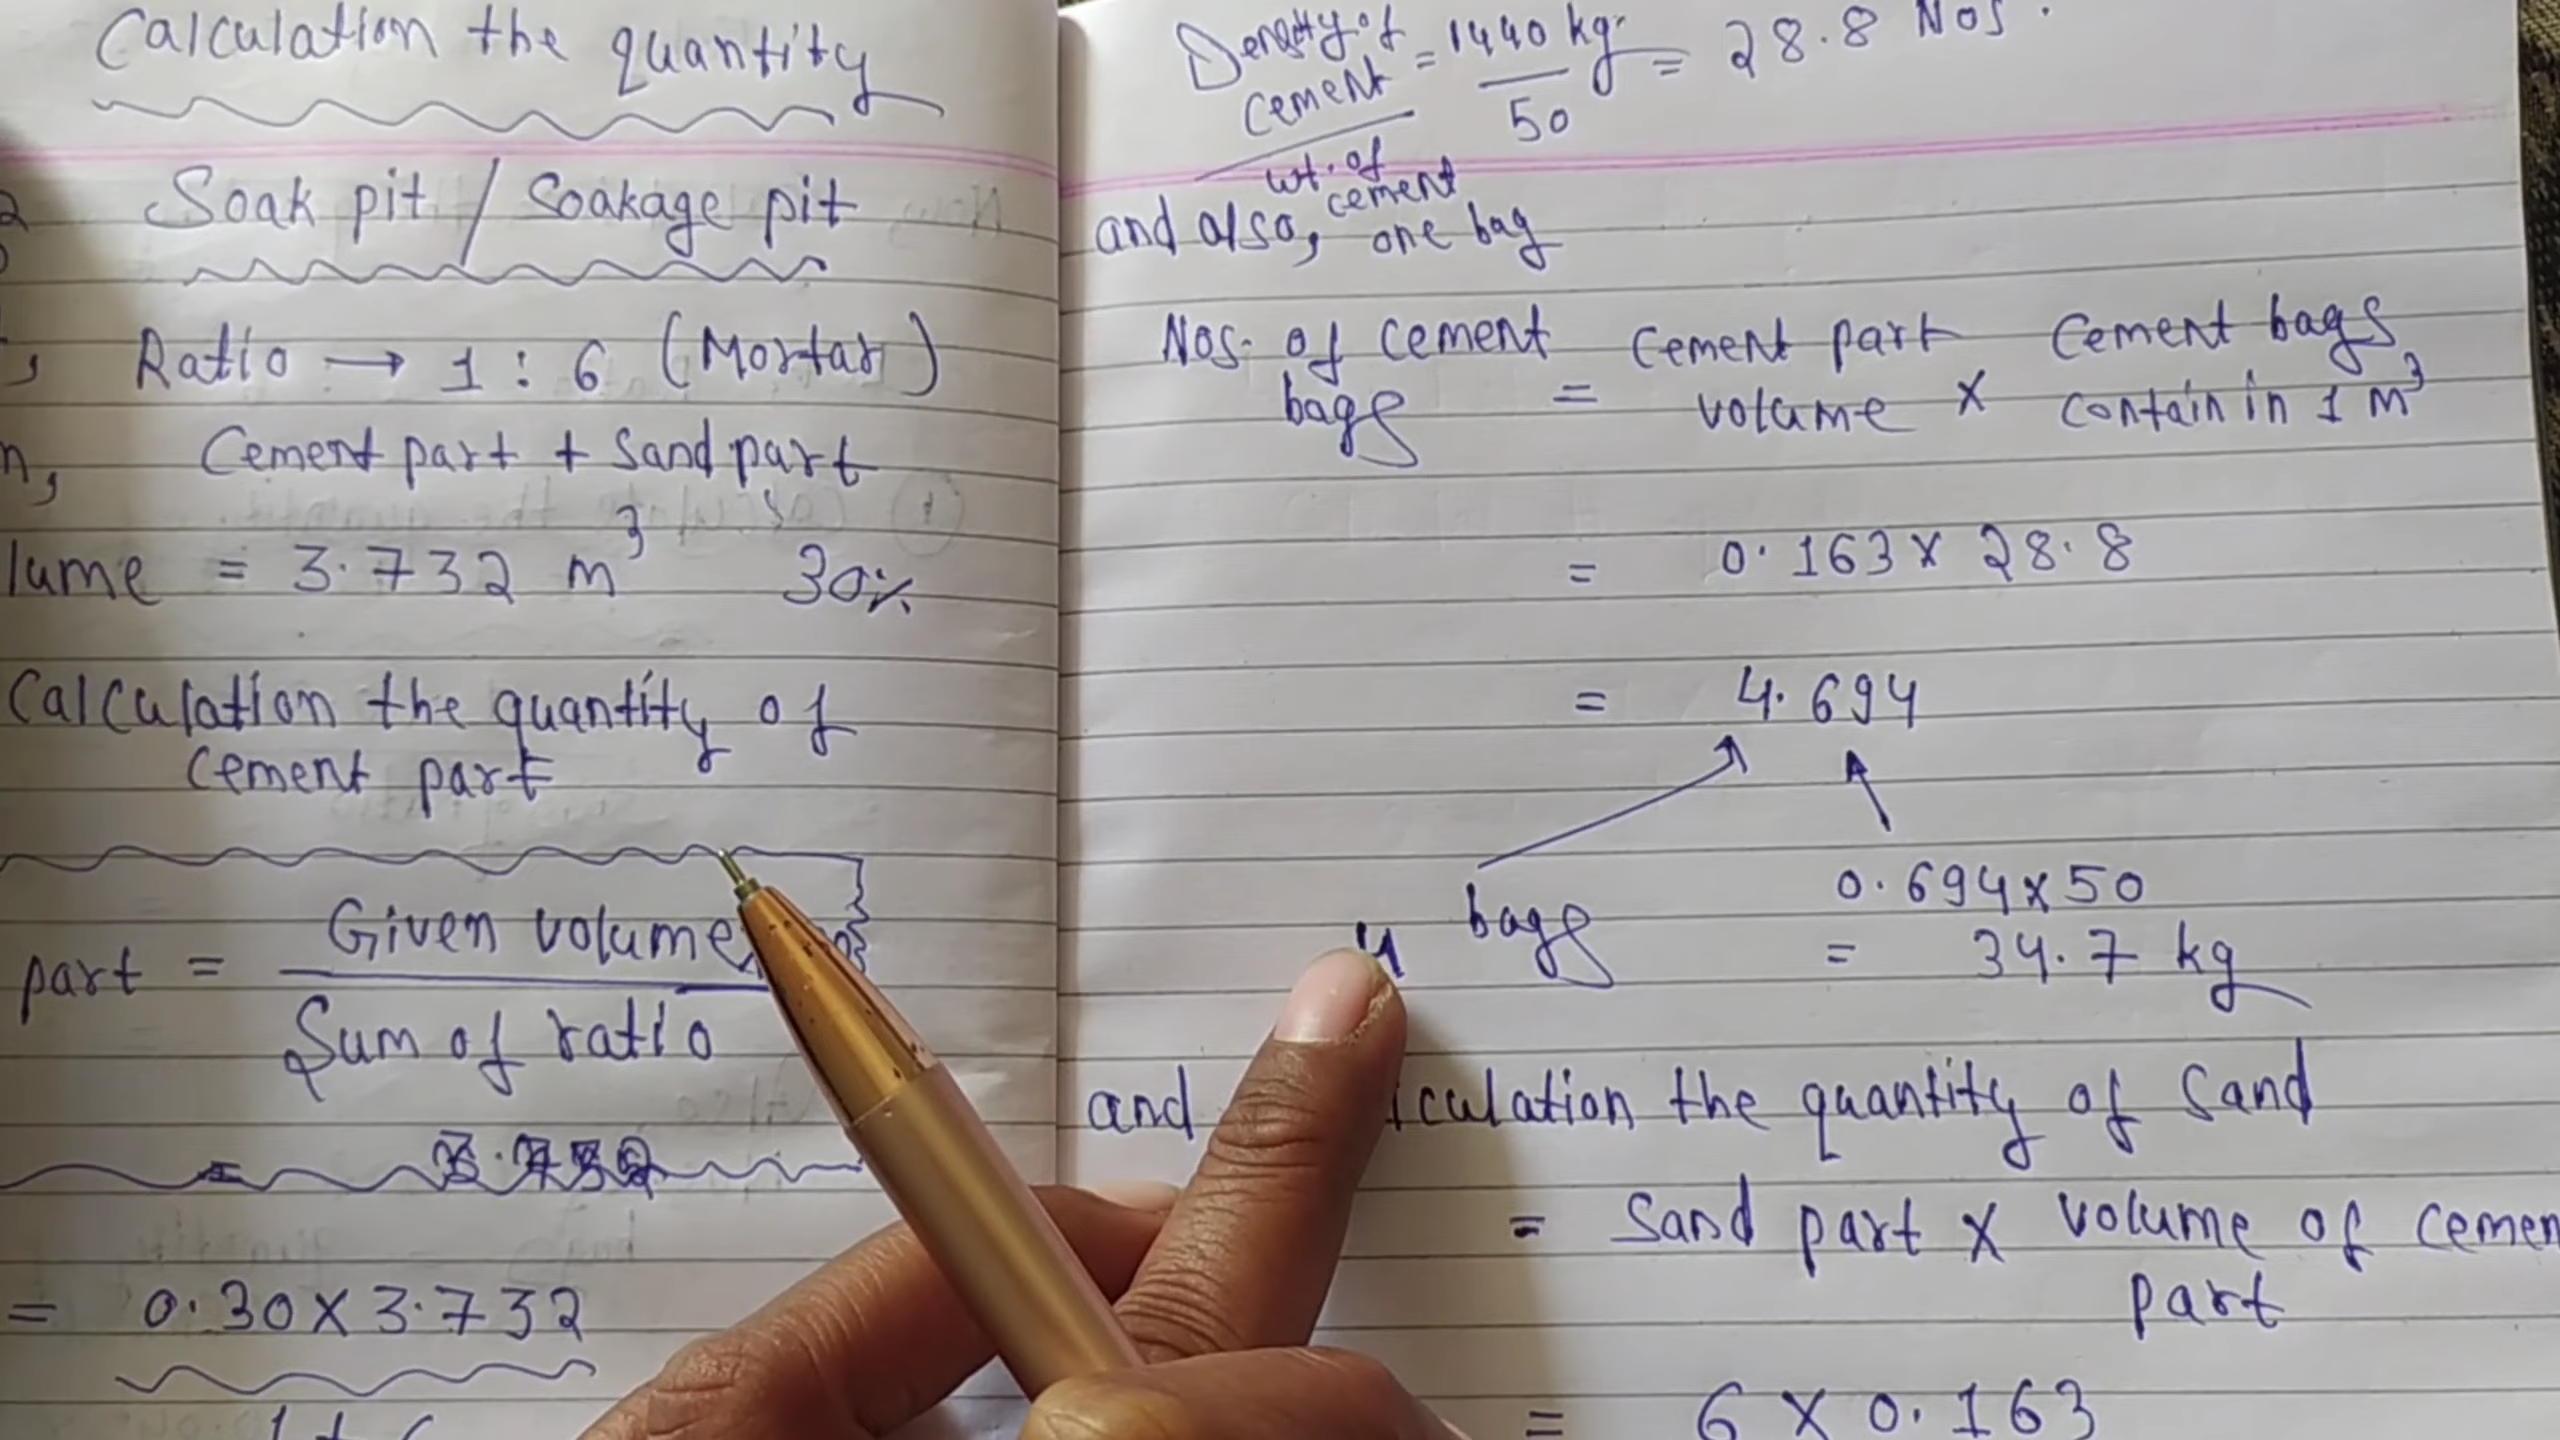 Calculation the quantity
Soak pit / Soakage pit
Ratio → 1 : 6 (Mortar)
Cement part + Sand part
lume = 3.732 m³ 30%
Calculation the quantity of
cement part
part = Given volume
Sum of ratio
= 3.732
= 0.30 x 3.732
1 + 6
Density of
cement = 1440 kg = 28.8 Nos.
50
wt. of
cement
and also, one bag
Nos. of cement cement part cement bags
bags = volume x contain in 1 m³
= 0.163 x 28.8
= 4.694
0.694 x 50
4 bags
= 34.7 kg
and culation the quantity of Sand
= Sand part x volume of cemen
part
= 6 x 0.163